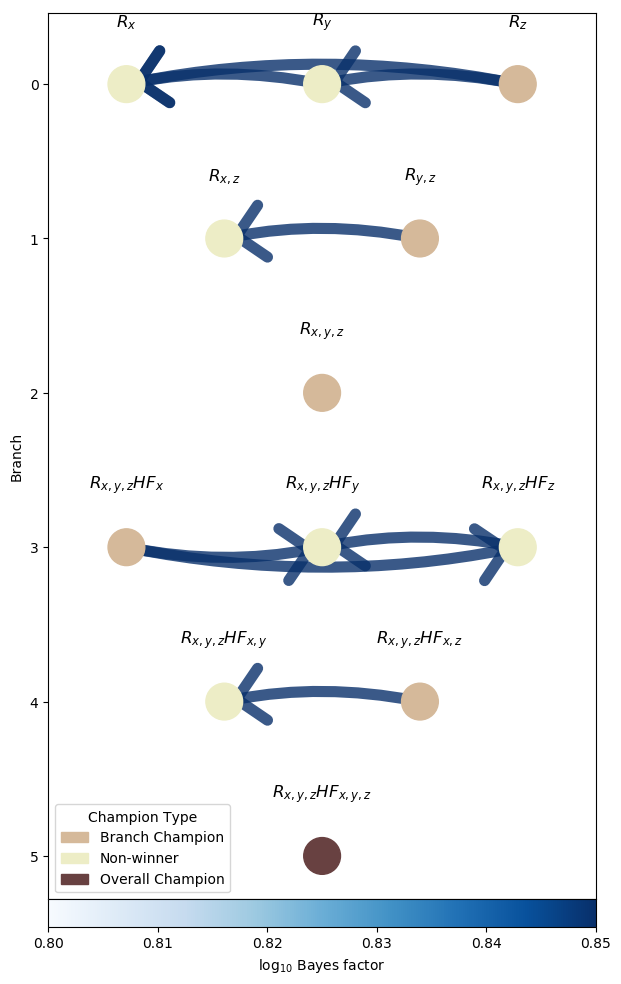 R_x R_y R_z
0
R_{x,z} R_{y,z}
1
R_{x,y,z}
2
Branch
R_{x,y,z}HF_x R_{x,y,z}HF_y R_{x,y,z}HF_z
3
R_{x,y,z}HF_{x,y} R_{x,y,z}HF_{x,z}
4
R_{x,y,z}HF_{x,y,z}
Champion Type
Branch Champion
Non-winner
Overall Champion
5
0.80 0.81 0.82 0.83 0.84 0.85
log_{10} Bayes factor